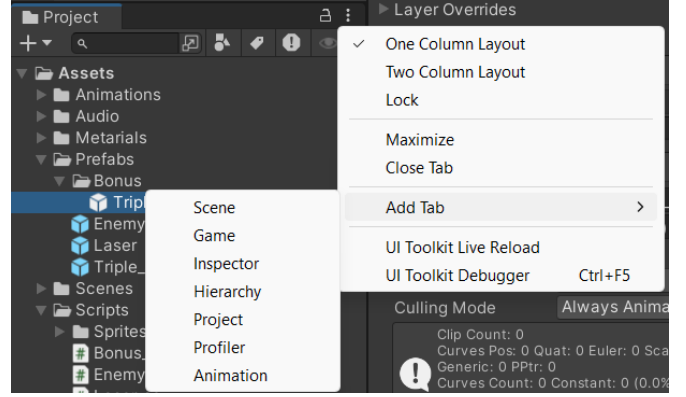 Project
Layer Overrides
Assets
Animations
Audio
Metarials
Prefabs
Bonus
Enemy
Laser
Triple_
Scenes
Scripts
Sprites
Bonus_
Enemy
One Column Layout
Two Column Layout
Lock
Maximize
Close Tab
Add Tab
UI Toolkit Live Reload
UI Toolkit Debugger Ctrl+F5
Scene
Game
Inspector
Hierarchy
Project
Profiler
Animation
Culling Mode Always Anima
Clip Count: 0
Curves Pos: 0 Quat: 0 Euler: 0 Sca
Generic: 0 PPtr: 0
Curves Count: 0 Constant: 0 (0.0%